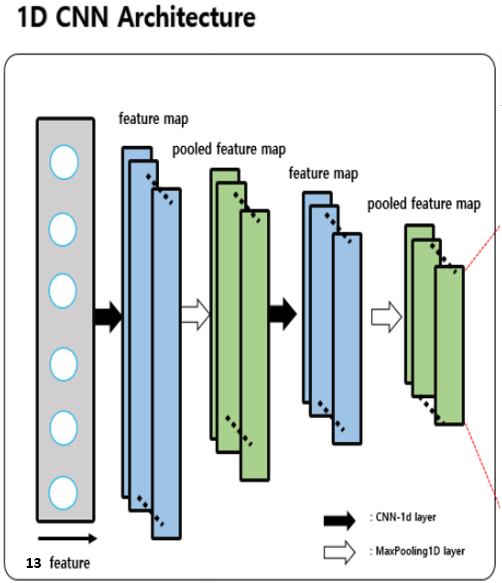 1D CNN Architecture
feature map
pooled feature map
feature map
pooled feature map
: CNN-1d layer
: MaxPooling1D layer
13 feature